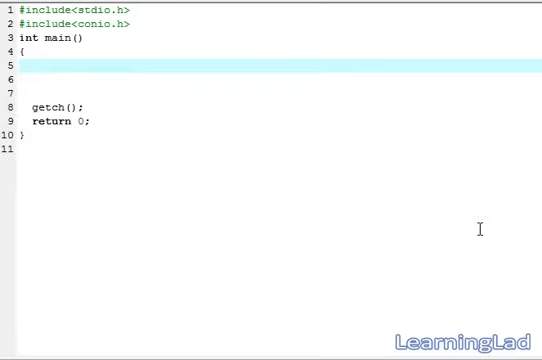 1 #include<stdio.h>
2 #include<conio.h>
3 int main()
4 {
5
6
7
8 getch();
9 return 0;
10 }
11
LearningLad